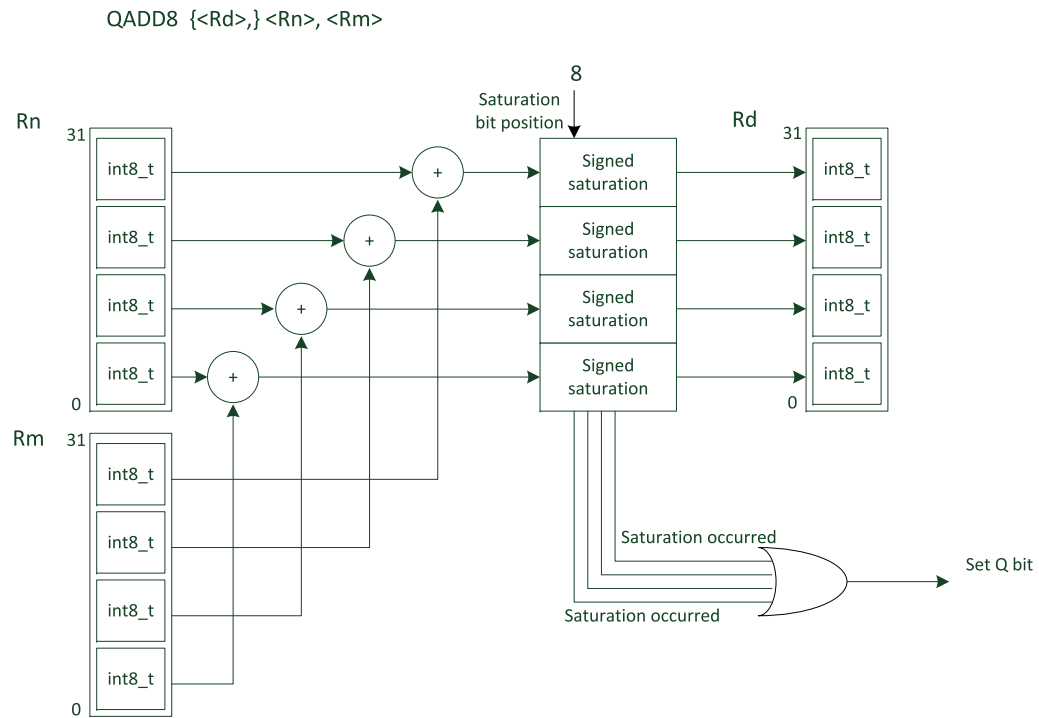 QADD8 {<Rd>,} <Rn>, <Rm>
8
Saturation
bit position
Rn
31
int8_t
int8_t
int8_t
int8_t
0
+
+
+
+
Signed
saturation
Signed
saturation
Signed
saturation
Signed
saturation
Rd
31
int8_t
int8_t
int8_t
int8_t
0
Rm
31
int8_t
int8_t
int8_t
int8_t
0
Saturation occurred
Saturation occurred
Set Q bit